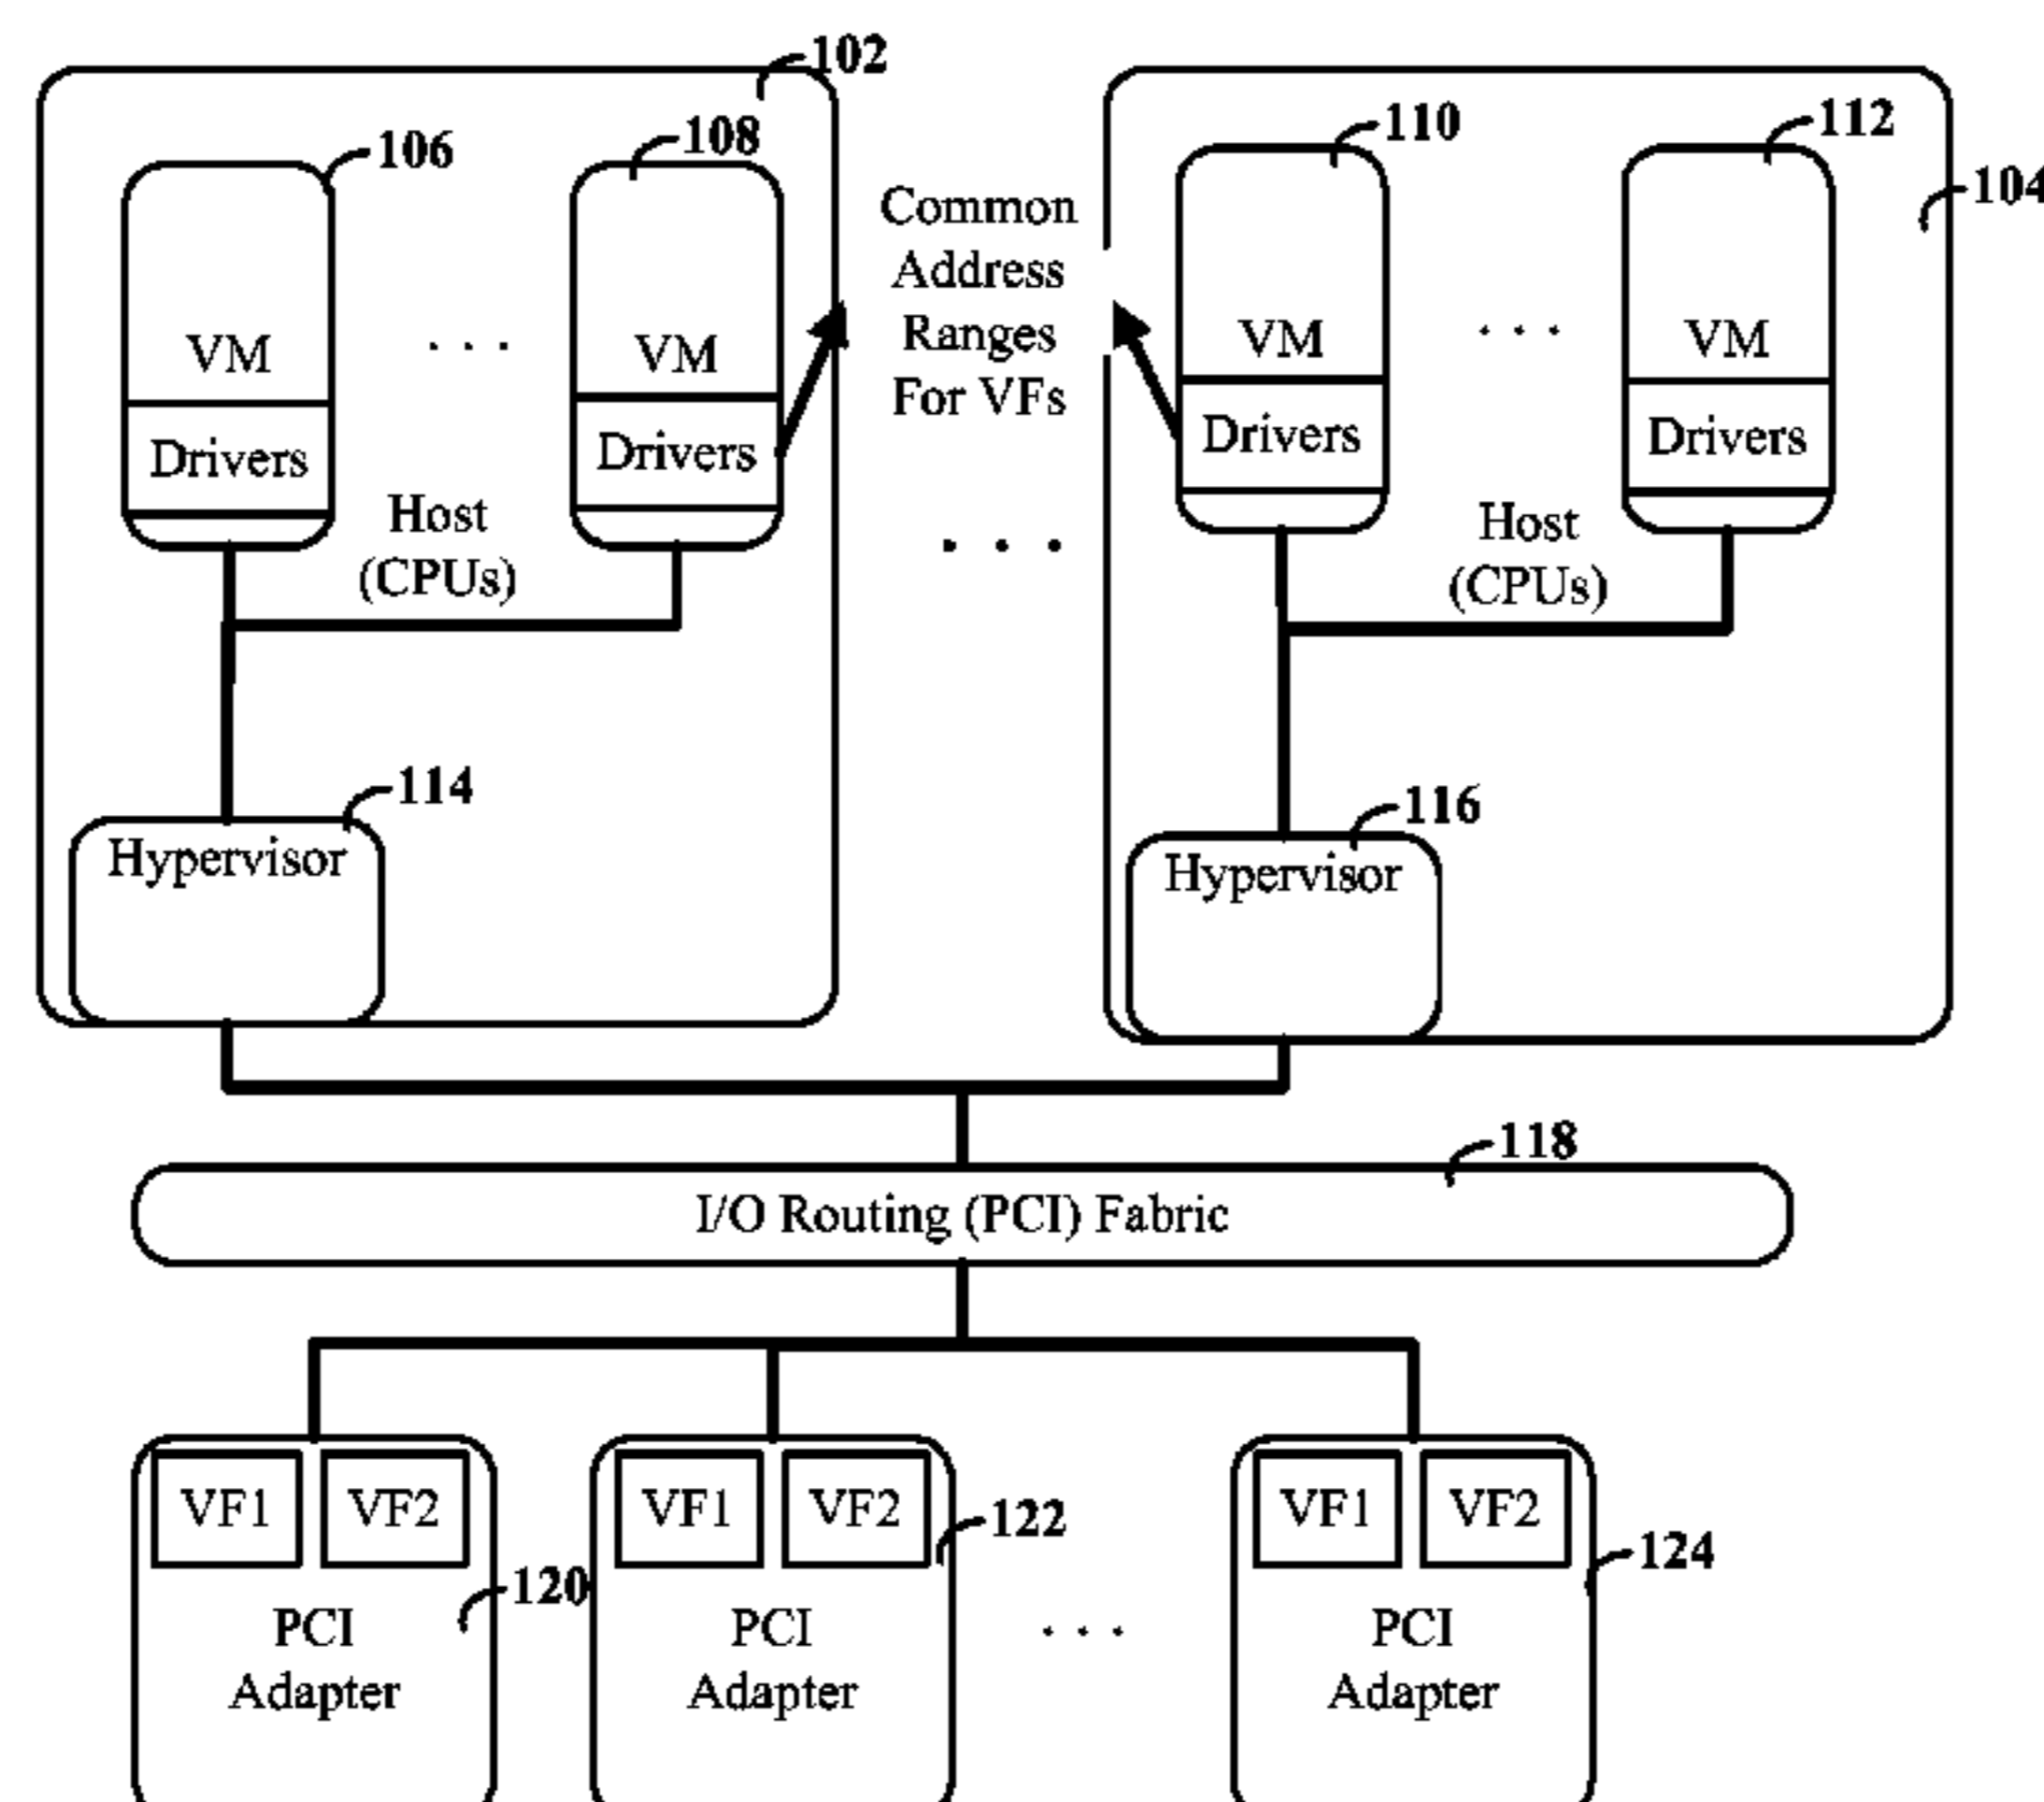 102
106
108
110
112
104
Common
Address
Ranges
For VFs
VM
. . .
VM
VM
. . .
VM
Drivers
Drivers
Drivers
Drivers
Host
(CPUs)
. . .
Host
(CPUs)
114
Hypervisor
116
Hypervisor
118
I/O Routing (PCI) Fabric
VF1
VF2
VF1
VF2
VF1
VF2
120
122
124
PCI
Adapter
PCI
Adapter
. . .
PCI
Adapter